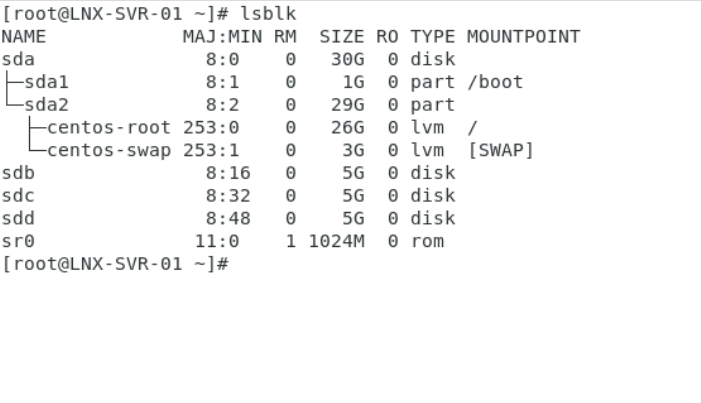 [root@LNX-SVR-01 ~]# lsblk
NAME            MAJ:MIN RM  SIZE RO TYPE MOUNTPOINT
sda               8:0    0   30G  0 disk
├─sda1            8:1    0    1G  0 part /boot
└─sda2            8:2    0   29G  0 part
  ├─centos-root 253:0    0   26G  0 lvm  /
  └─centos-swap 253:1    0    3G  0 lvm  [SWAP]
sdb               8:16   0    5G  0 disk
sdc               8:32   0    5G  0 disk
sdd               8:48   0    5G  0 disk
sr0              11:0    1 1024M  0 rom
[root@LNX-SVR-01 ~]#